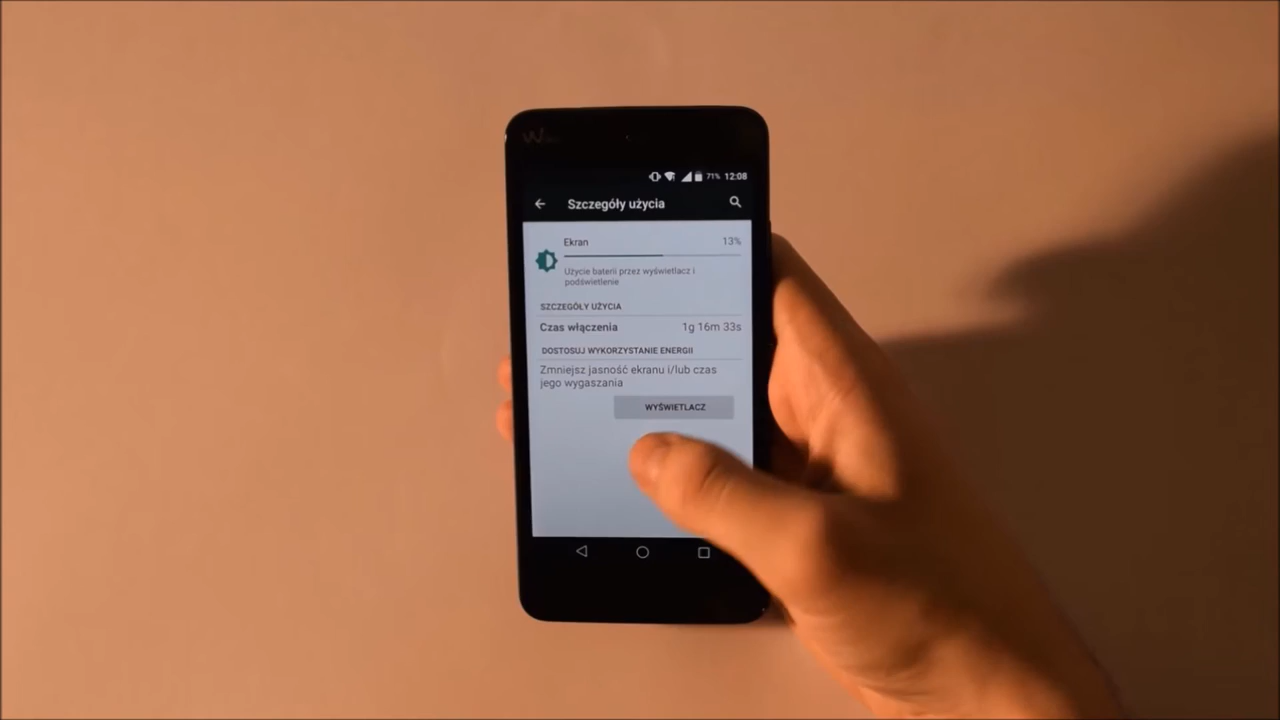 71% 12:08
Szczegóły użycia
Ekran 13%
Użycie baterii przez wyświetlacz i
podświetlenie
SZCZEGÓŁY UŻYCIA
Czas włączenia 1g 16m 33s
DOSTOSUJ WYKORZYSTANIE ENERGII
Zmniejsz jasność ekranu i/lub czas
jego wygaszania
WYŚWIETLACZ